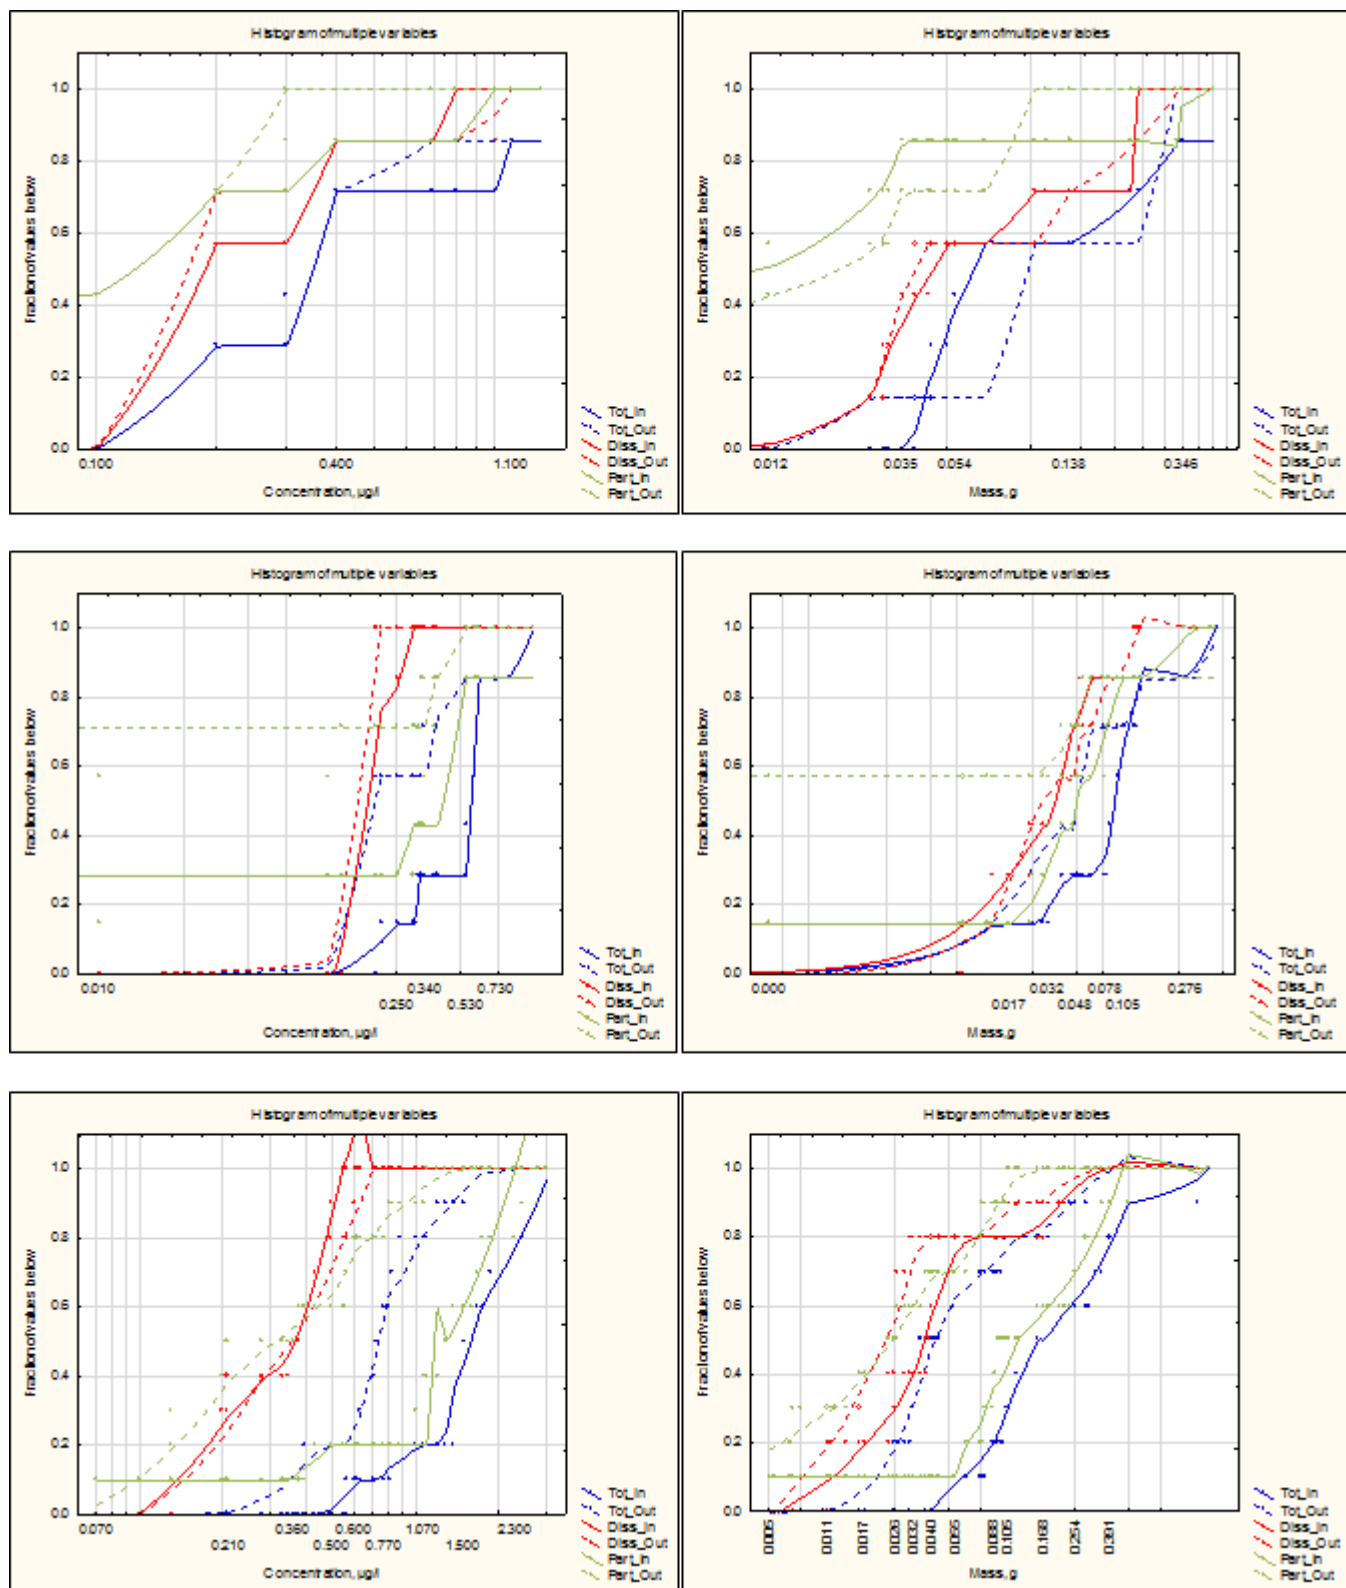 Histogram of multiple variables
Fraction of values below
1.0
0.8
0.6
0.4
0.2
0.0
0.100 0.400 1.100
Concentration, µg/l
Tot_In
Tot_Out
Diss_In
Diss_Out
Part_In
Part_Out
Histogram of multiple variables
Fraction of values below
1.0
0.8
0.6
0.4
0.2
0.0
0.012 0.035 0.054 0.138 0.346
Mass, g
Tot_In
Tot_Out
Diss_In
Diss_Out
Part_In
Part_Out
Histogram of multiple variables
Fraction of values below
1.0
0.8
0.6
0.4
0.2
0.0
0.010 0.340 0.730
0.250 0.530
Concentration, µg/l
Tot_In
Tot_Out
Diss_In
Diss_Out
Part_In
Part_Out
Histogram of multiple variables
Fraction of values below
1.0
0.8
0.6
0.4
0.2
0.0
0.000 0.032 0.078 0.276
0.017 0.048 0.105
Mass, g
Tot_In
Tot_Out
Diss_In
Diss_Out
Part_In
Part_Out
Histogram of multiple variables
Fraction of values below
1.0
0.8
0.6
0.4
0.2
0.0
0.070 0.360 0.600 1.070 2.300
0.210 0.500 0.770 1.500
Concentration, µg/l
Tot_In
Tot_Out
Diss_In
Diss_Out
Part_In
Part_Out
Histogram of multiple variables
Fraction of values below
1.0
0.8
0.6
0.4
0.2
0.0
0.005 0.011 0.017 0.026 0.032 0.040 0.055 0.088 0.105 0.168 0.254 0.391
Mass, g
Tot_In
Tot_Out
Diss_In
Diss_Out
Part_In
Part_Out